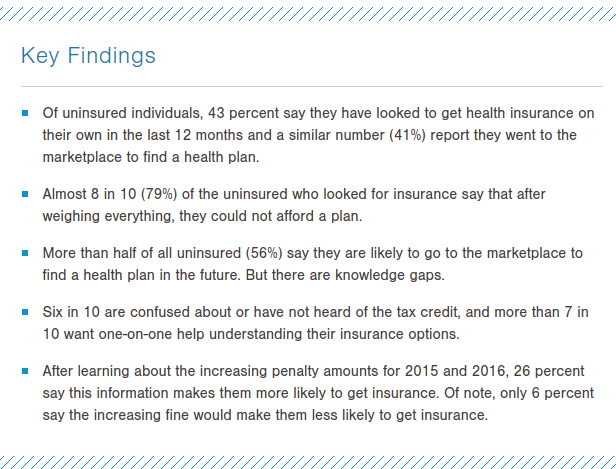 Key Findings
Of uninsured individuals, 43 percent say they have looked to get health insurance on
their own in the last 12 months and a similar number (41%) report they went to the
marketplace to find a health plan.
Almost 8 in 10 (79%) of the uninsured who looked for insurance say that after
weighing everything, they could not afford a plan.
More than half of all uninsured (56%) say they are likely to go to the marketplace to
find a health plan in the future. But there are knowledge gaps.
Six in 10 are confused about or have not heard of the tax credit, and more than 7 in
10 want one-on-one help understanding their insurance options.
After learning about the increasing penalty amounts for 2015 and 2016, 26 percent
say this information makes them more likely to get insurance. Of note, only 6 percent
say the increasing fine would make them less likely to get insurance.